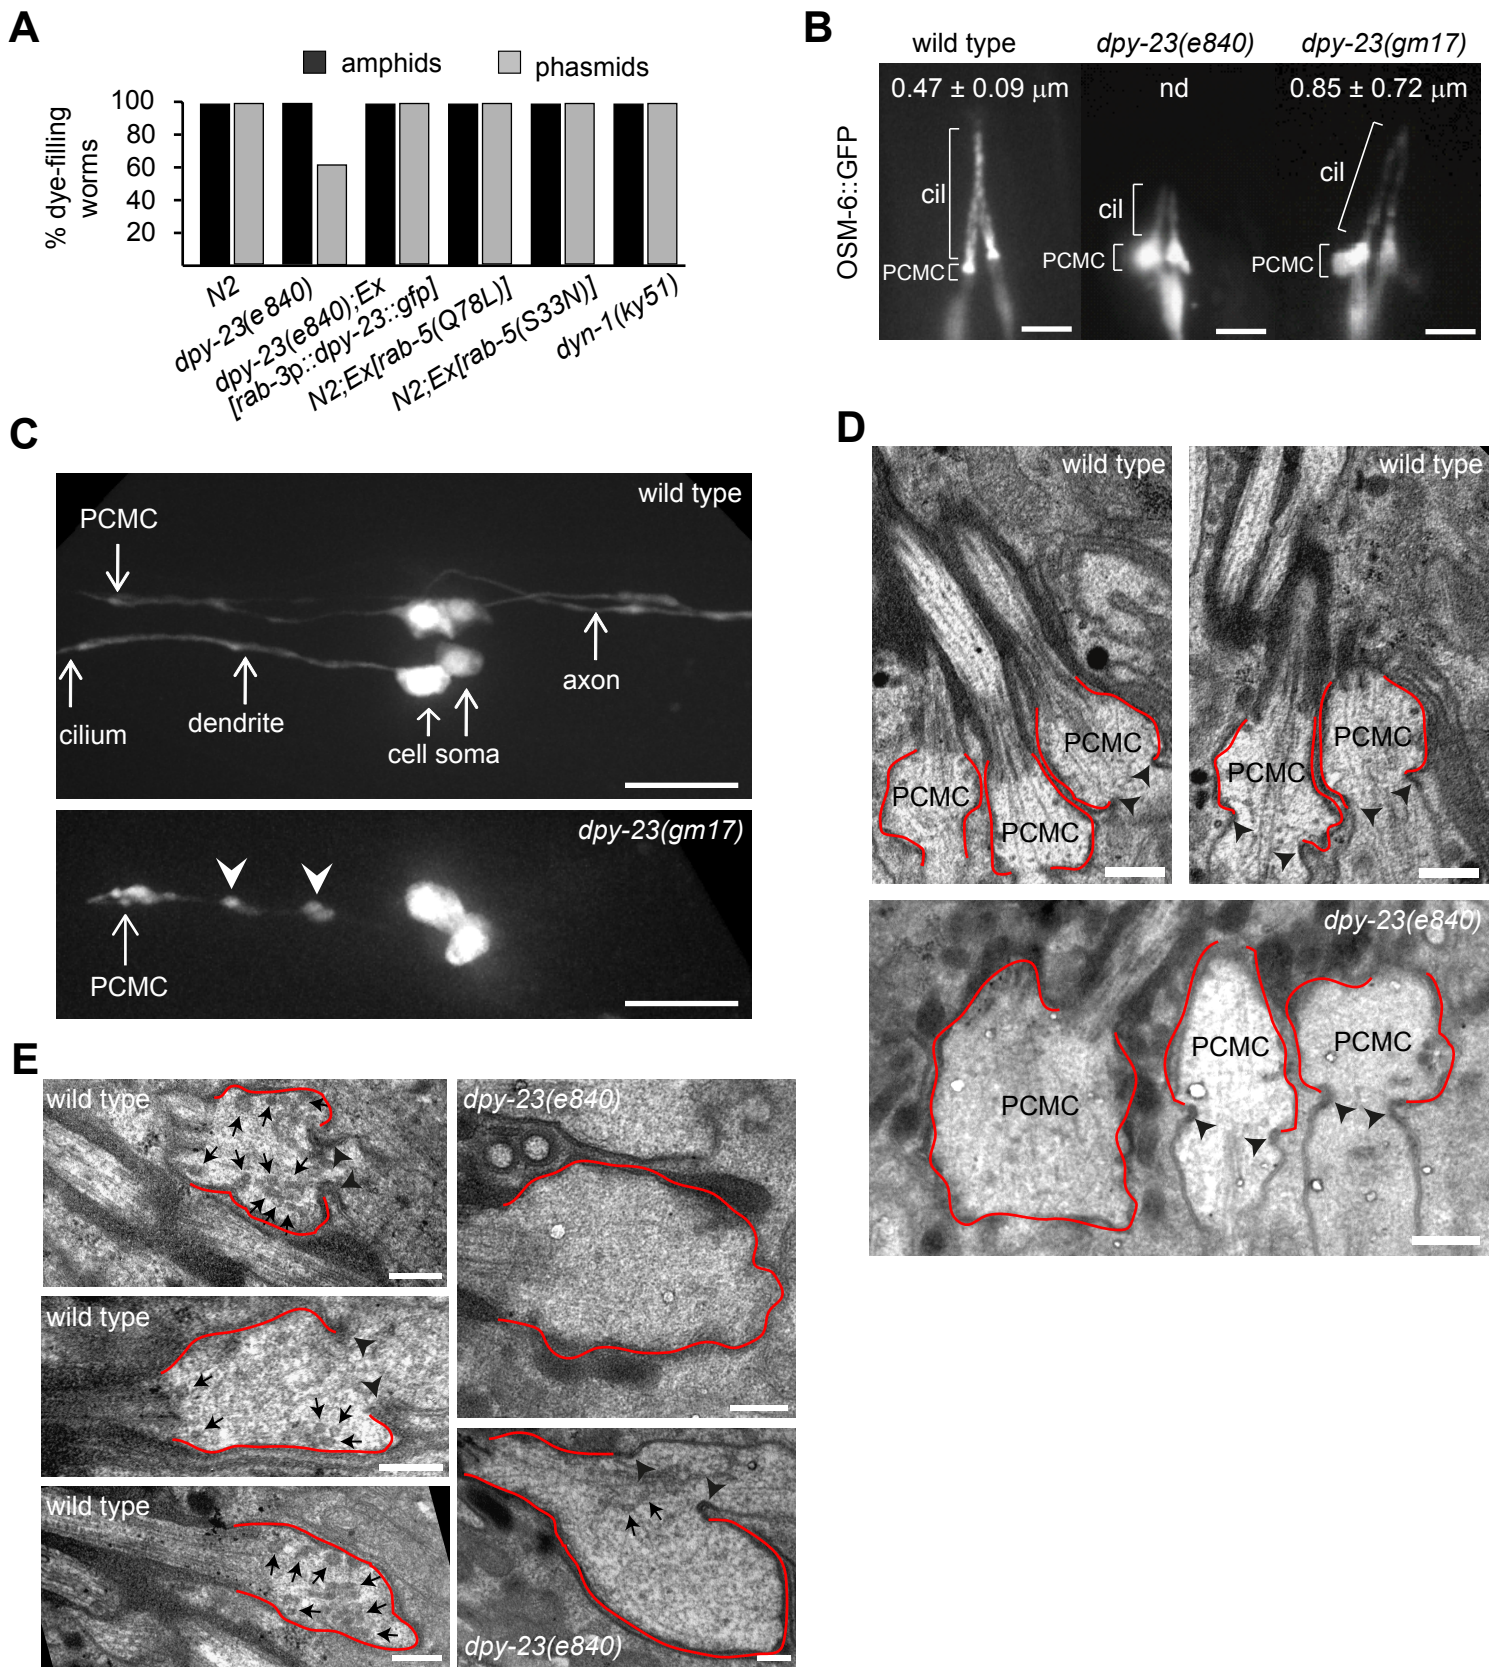 A
amphids
phasmids
% dye-filling
worms
100
80
60
40
20
N2
dpy-23(e840)
dpy-23(e840);Ex
[rab-3p::dpy-23::gfp]
N2;Ex[rab-5(Q78L)]
N2;Ex[rab-5(S33N)]
dyn-1(ky51)
B
wild type
dpy-23(e840)
dpy-23(gm17)
OSM-6::GFP
0.47 ± 0.09 µm
nd
0.85 ± 0.72 µm
cil
PCMC
cil
PCMC
cil
PCMC
C
wild type
PCMC
axon
cilium
dendrite
cell soma
dpy-23(gm17)
PCMC
D
wild type
PCMC
PCMC
PCMC
wild type
PCMC
PCMC
dpy-23(e840)
PCMC
PCMC
PCMC
E
wild type
wild type
wild type
dpy-23(e840)
dpy-23(e840)